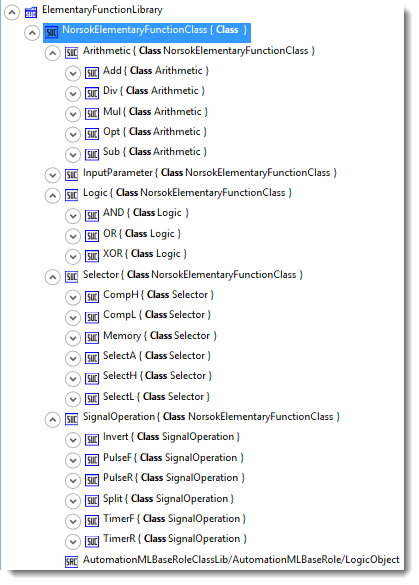 ElementaryFunctionLibrary
SUC NorsokElementaryFunctionClass { Class }
SUC Arithmetic { Class NorsokElementaryFunctionClass }
SUC Add { Class Arithmetic }
SUC Div { Class Arithmetic }
SUC Mul { Class Arithmetic }
SUC Opt { Class Arithmetic }
SUC Sub { Class Arithmetic }
SUC InputParameter { Class NorsokElementaryFunctionClass }
SUC Logic { Class NorsokElementaryFunctionClass }
SUC AND { Class Logic }
SUC OR { Class Logic }
SUC XOR { Class Logic }
SUC Selector { Class NorsokElementaryFunctionClass }
SUC CompH { Class Selector }
SUC CompL { Class Selector }
SUC Memory { Class Selector }
SUC SelectA { Class Selector }
SUC SelectH { Class Selector }
SUC SelectL { Class Selector }
SUC SignalOperation { Class NorsokElementaryFunctionClass }
SUC Invert { Class SignalOperation }
SUC PulseF { Class SignalOperation }
SUC PulseR { Class SignalOperation }
SUC Split { Class SignalOperation }
SUC TimerF { Class SignalOperation }
SUC TimerR { Class SignalOperation }
SRC AutomationMLBaseRoleClassLib/AutomationMLBaseRole/LogicObject